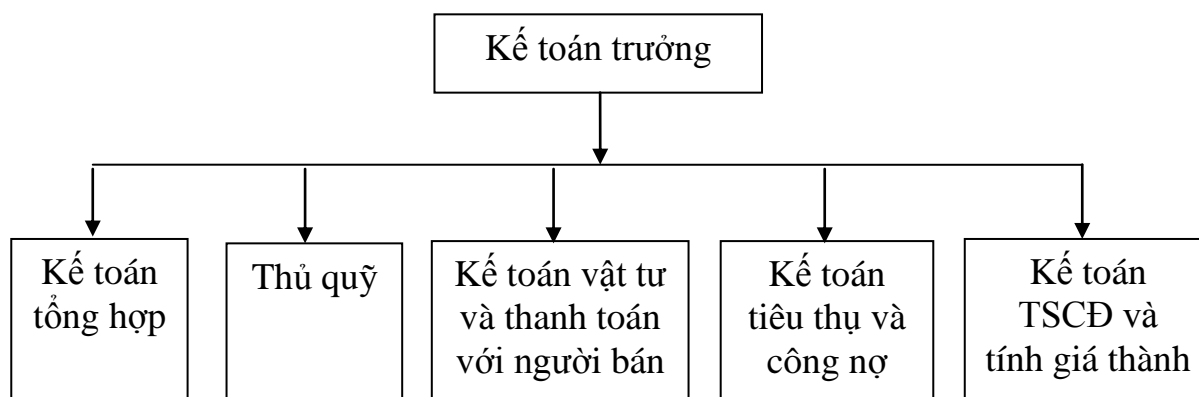 Kế toán trưởng
Kế toán
tổng hợp
Thủ quỹ
Kế toán vật tư
và thanh toán
với người bán
Kế toán
tiêu thụ và
công nợ
Kế toán
TSCĐ và
tính giá thành